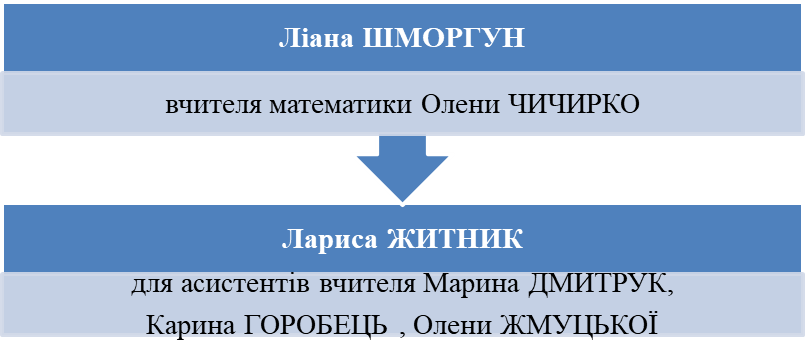 Ліана ШМОРГУН
вчителя математики Олени ЧИЧИРКО
Лариса ЖИТНИК
для асистентів вчителя Марина ДМИТРУК,
Карина ГОРОБЕЦЬ , Олени ЖМУЦЬКОЇ